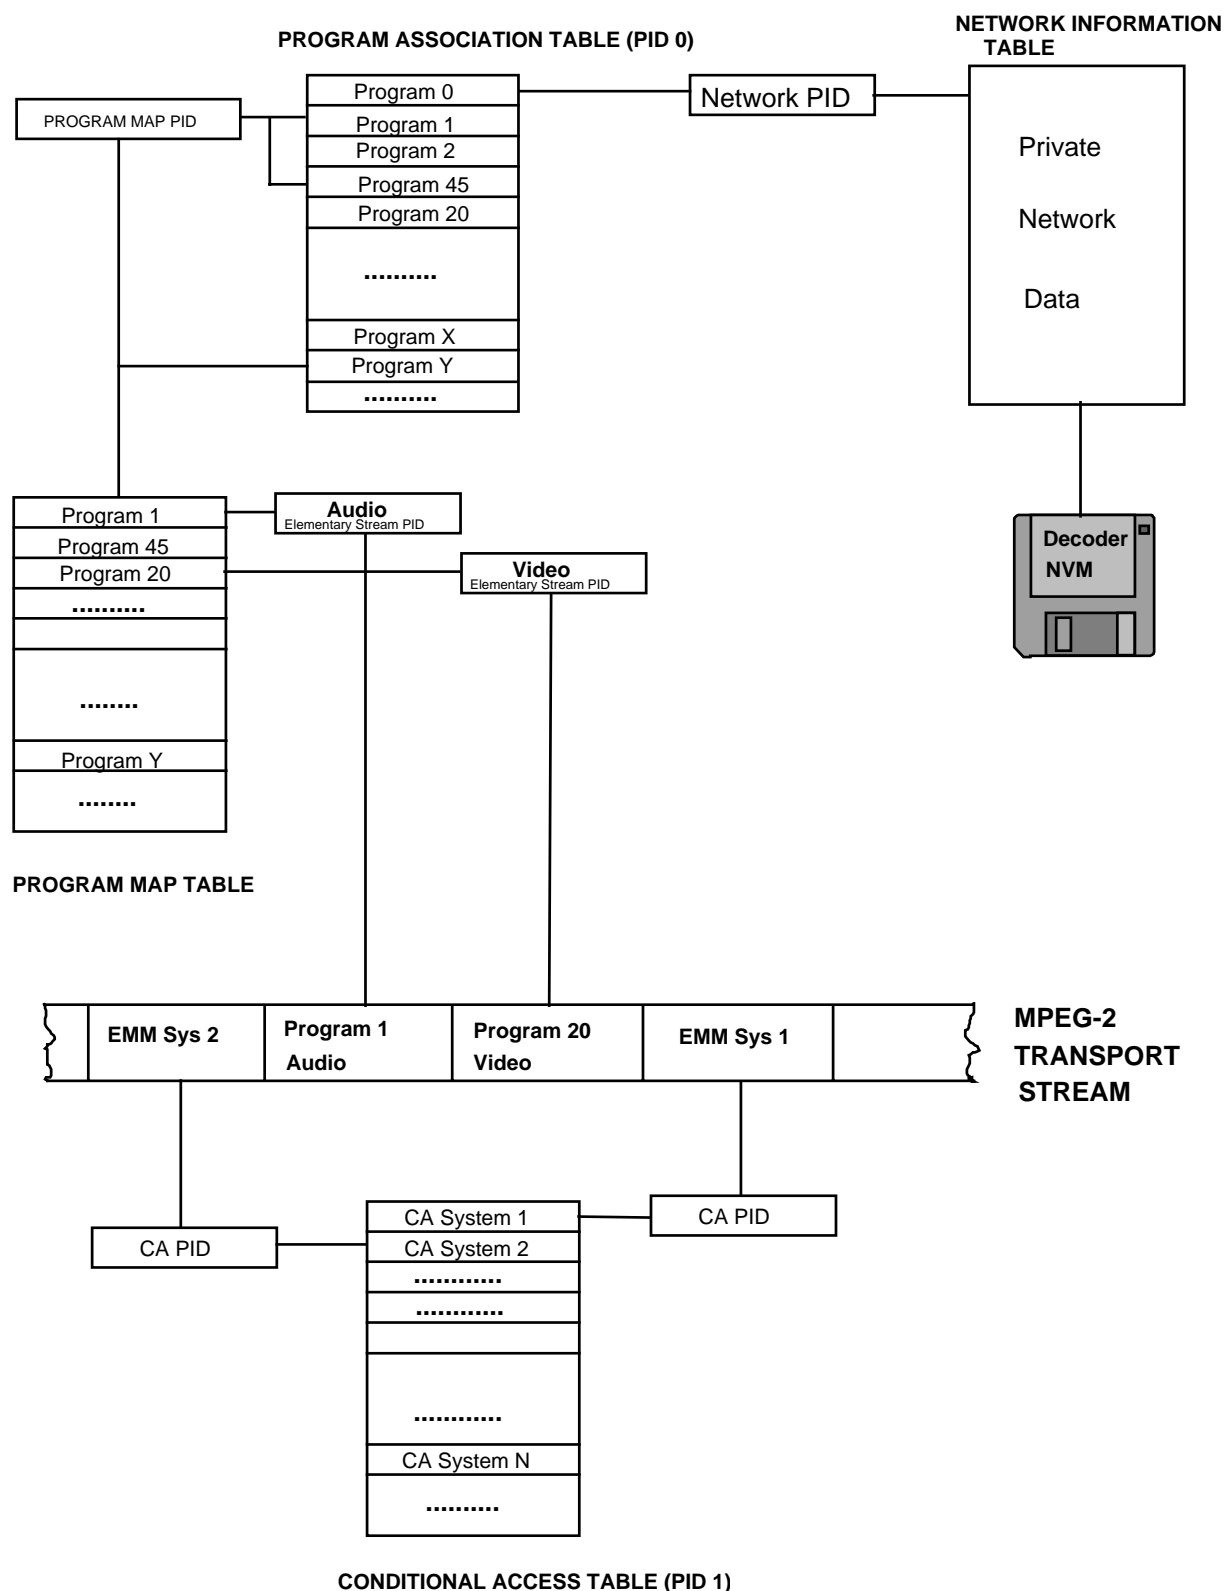 PROGRAM ASSOCIATION TABLE (PID 0)
NETWORK INFORMATION
TABLE
Program 0
Program 1
Program 2
Program 45
Program 20
..........
Program X
Program Y
..........
PROGRAM MAP PID
Network PID
Private
Network
Data
Decoder
NVM
Program 1
Program 45
Program 20
..........
........
Program Y
........
Audio
Elementary Stream PID
Video
Elementary Stream PID
PROGRAM MAP TABLE
EMM Sys 2
Program 1
Audio
Program 20
Video
EMM Sys 1
MPEG-2
TRANSPORT
STREAM
CA PID
CA PID
CA System 1
CA System 2
............
............
............
CA System N
..........
CONDITIONAL ACCESS TABLE (PID 1)